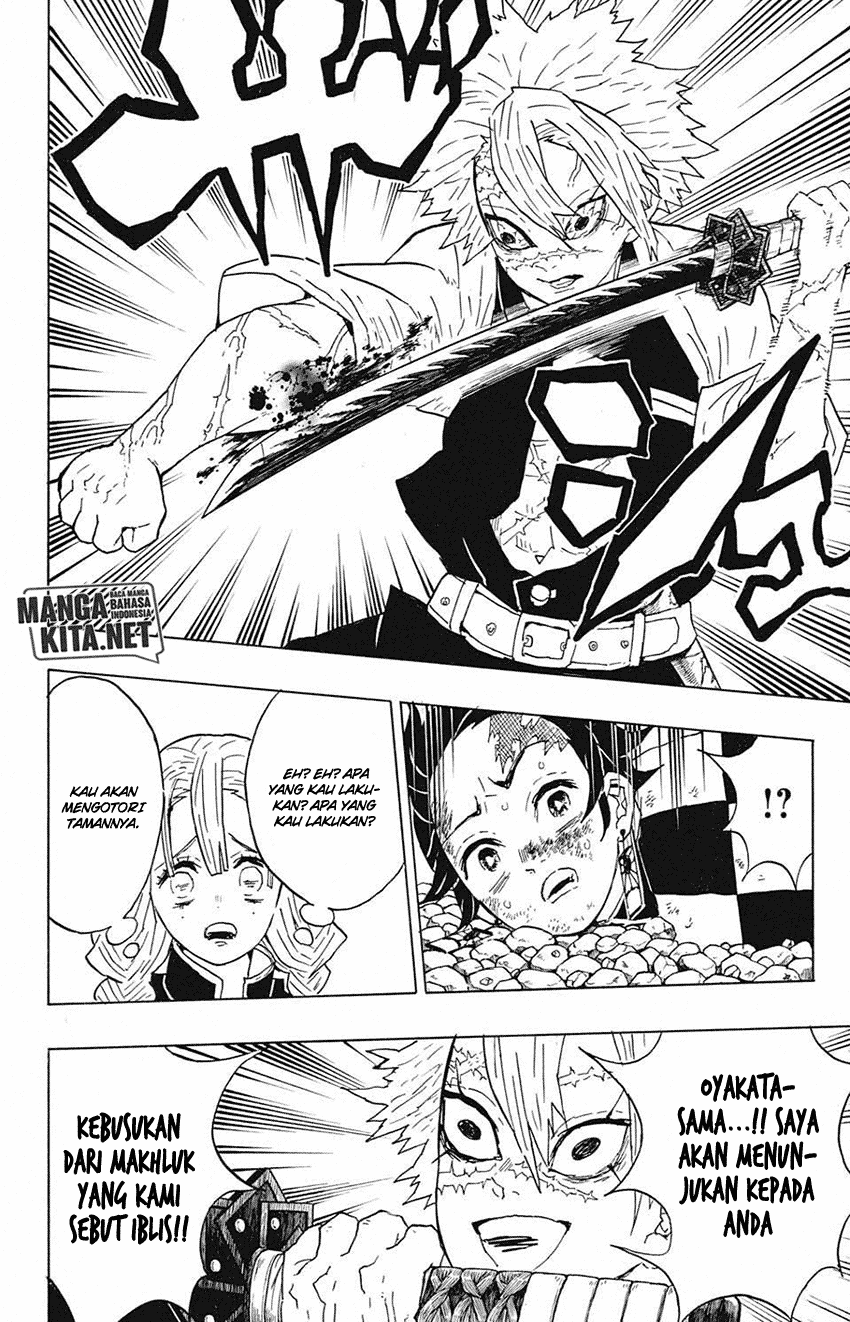 MANGA
BACA MANGA
BAHASA
INDONESIA
KITA.NET
!?
EH? EH? APA
YANG KAU LAKU-
KAN? APA YANG
KAU LAKUKAN?
KAU AKAN
MENGOTORI
TAMANNYA.
OYAKATA-
SAMA...!! SAYA
AKAN MENUN-
JUKAN KEPADA
ANDA
KEBUSUKAN
DARI MAKHLUK
YANG KAMI
SEBUT IBLIS!!